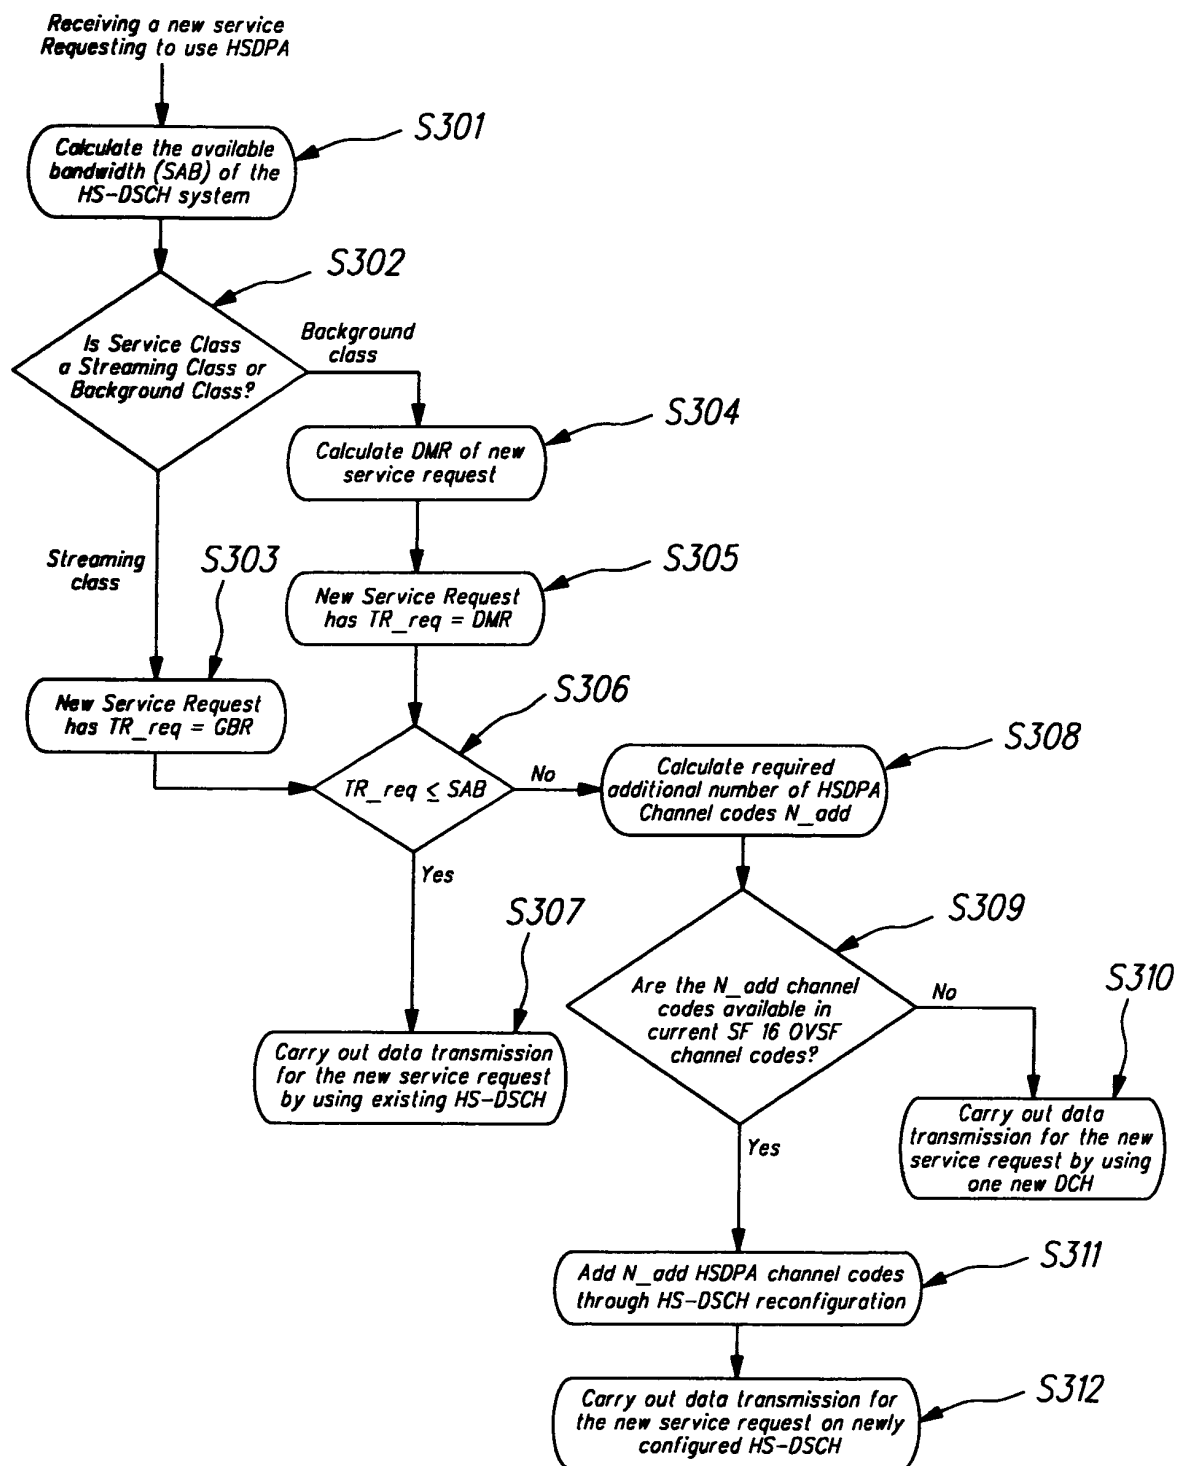 Receiving a new service
Requesting to use HSDPA
S301
Calculate the available
bandwidth (SAB) of the
HS-DSCH system
S302
Is Service Class
a Streaming Class or
Background Class?
Background
class
S304
Calculate DMR of new
service request
Streaming
class
S303
S305
New Service Request
has TR_req = DMR
New Service Request
has TR_req = GBR
S306
TR_req ≤ SAB
No
Yes
S308
Calculate required
additional number of HSDPA
Channel codes N_add
S307
Carry out data transmission
for the new service request
by using existing HS-DSCH
S309
Are the N_add channel
codes available in
current SF 16 OVSF
channel codes?
No
Yes
S310
Carry out data
transmission for the new
service request by using
one new DCH
S311
Add N_add HSDPA channel codes
through HS-DSCH reconfiguration
S312
Carry out data transmission for
the new service request on newly
configured HS-DSCH